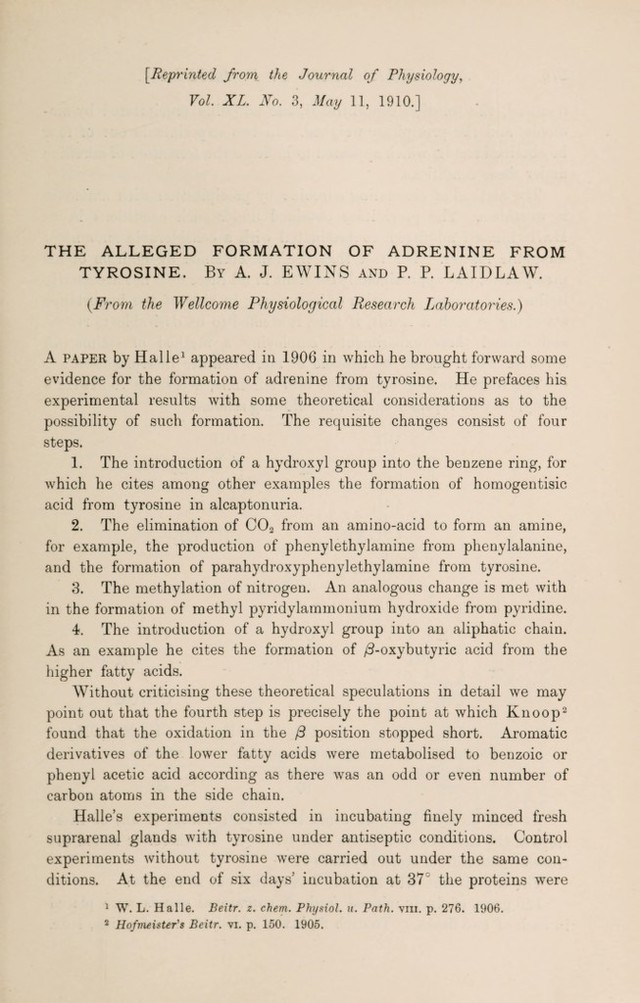 [Reprinted from the Journal of Physiology,
Vol. XL. No. 3, May 11, 1910.]
THE ALLEGED FORMATION OF ADRENINE FROM
TYROSINE. By A. J. EWINS AND P. P. LAIDLAW.
(From the Wellcome Physiological Research Laboratories.)
A PAPER by Halle¹ appeared in 1906 in which he brought forward some
evidence for the formation of adrenine from tyrosine. He prefaces his
experimental results with some theoretical considerations as to the
possibility of such formation. The requisite changes consist of four
steps.
1. The introduction of a hydroxyl group into the benzene ring, for
which he cites among other examples the formation of homogentisic
acid from tyrosine in alcaptonuria.
2. The elimination of CO₂ from an amino-acid to form an amine,
for example, the production of phenylethylamine from phenylalanine,
and the formation of parahydroxyphenylethylamine from tyrosine.
3. The methylation of nitrogen. An analogous change is met with
in the formation of methyl pyridylammonium hydroxide from pyridine.
4. The introduction of a hydroxyl group into an aliphatic chain.
As an example he cites the formation of β-oxybutyric acid from the
higher fatty acids.
Without criticising these theoretical speculations in detail we may
point out that the fourth step is precisely the point at which Knoop²
found that the oxidation in the β position stopped short. Aromatic
derivatives of the lower fatty acids were metabolised to benzoic or
phenyl acetic acid according as there was an odd or even number of
carbon atoms in the side chain.
Halle's experiments consisted in incubating finely minced fresh
suprarenal glands with tyrosine under antiseptic conditions. Control
experiments without tyrosine were carried out under the same con-
ditions. At the end of six days' incubation at 37° the proteins were
¹ W. L. Halle. Beitr. z. chem. Physiol. u. Path. VIII. p. 276. 1906.
² Hofmeister's Beitr. VI. p. 150. 1905.